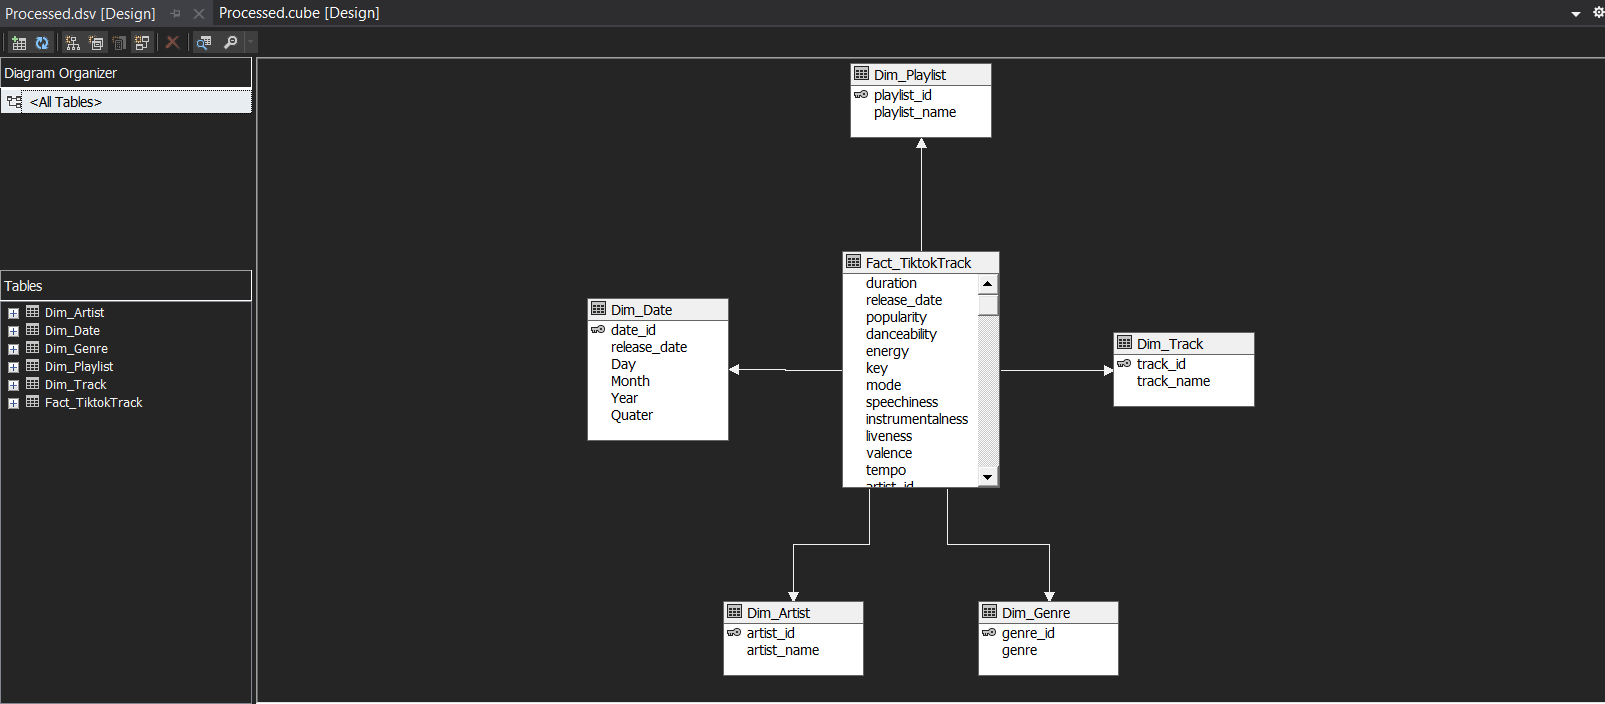 Processed.dsv [Design]
Processed.cube [Design]
Diagram Organizer
<All Tables>
Tables
Dim_Artist
Dim_Date
Dim_Genre
Dim_Playlist
Dim_Track
Fact_TiktokTrack
Dim_Playlist
playlist_id
playlist_name
Fact_TiktokTrack
duration
release_date
popularity
danceability
energy
key
mode
speechiness
instrumentalness
liveness
valence
tempo
artist_id
Dim_Date
date_id
release_date
Day
Month
Year
Quater
Dim_Track
track_id
track_name
Dim_Artist
artist_id
artist_name
Dim_Genre
genre_id
genre